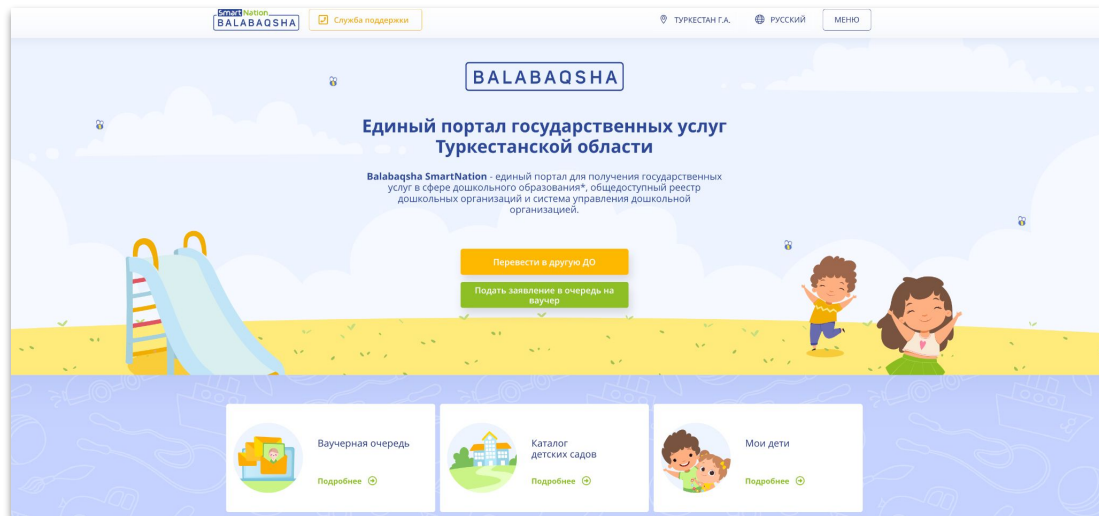 Smart Nation
BALABAQSHA
Служба поддержки
ТУРКЕСТАН Г.А.
РУССКИЙ
МЕНЮ
BALABAQSHA
Единый портал государственных услуг
Туркестанской области
Balabaqsha SmartNation - единый портал для получения государственных
услуг в сфере дошкольного образования*, общедоступный реестр
дошкольных организаций и система управления дошкольной
организацией.
Перевести в другую ДО
Подать заявление в очередь на
ваучер
Ваучерная очередь
Подробнее
Каталог
детских садов
Подробнее
Мои дети
Подробнее